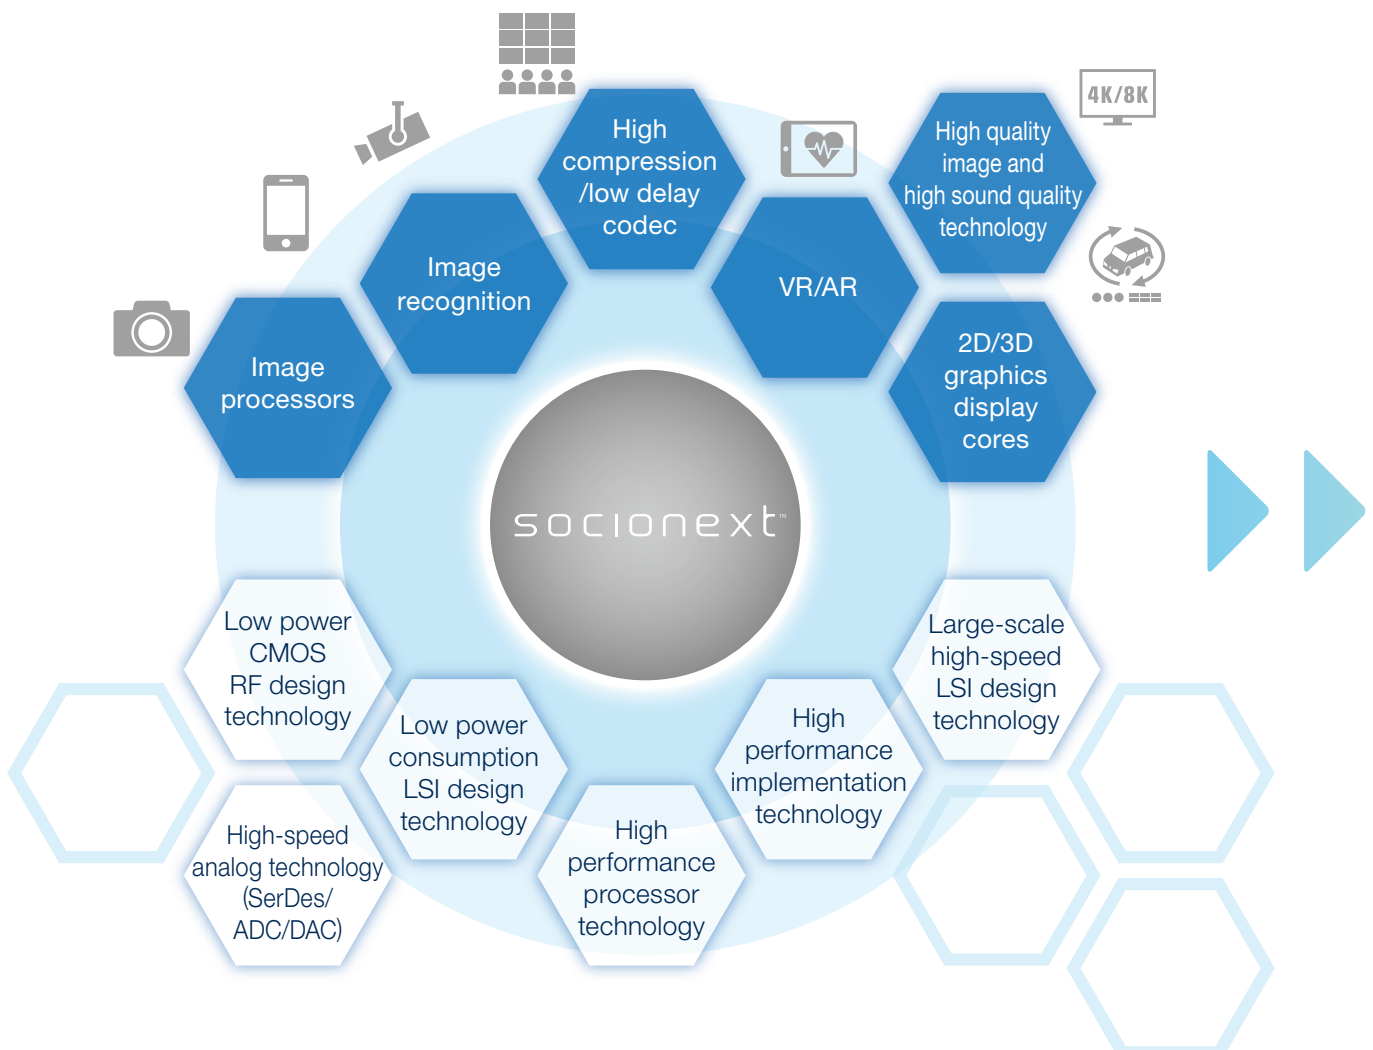 4K/8K
High
compression
/low delay
codec
High quality
image and
high sound quality
technology
Image
recognition
VR/AR
Image
processors
2D/3D
graphics
display
cores
socionext™
Low power
CMOS
RF design
technology
Low power
consumption
LSI design
technology
High
performance
implementation
technology
Large-scale
high-speed
LSI design
technology
High-speed
analog technology
(SerDes/
ADC/DAC)
High
performance
processor
technology